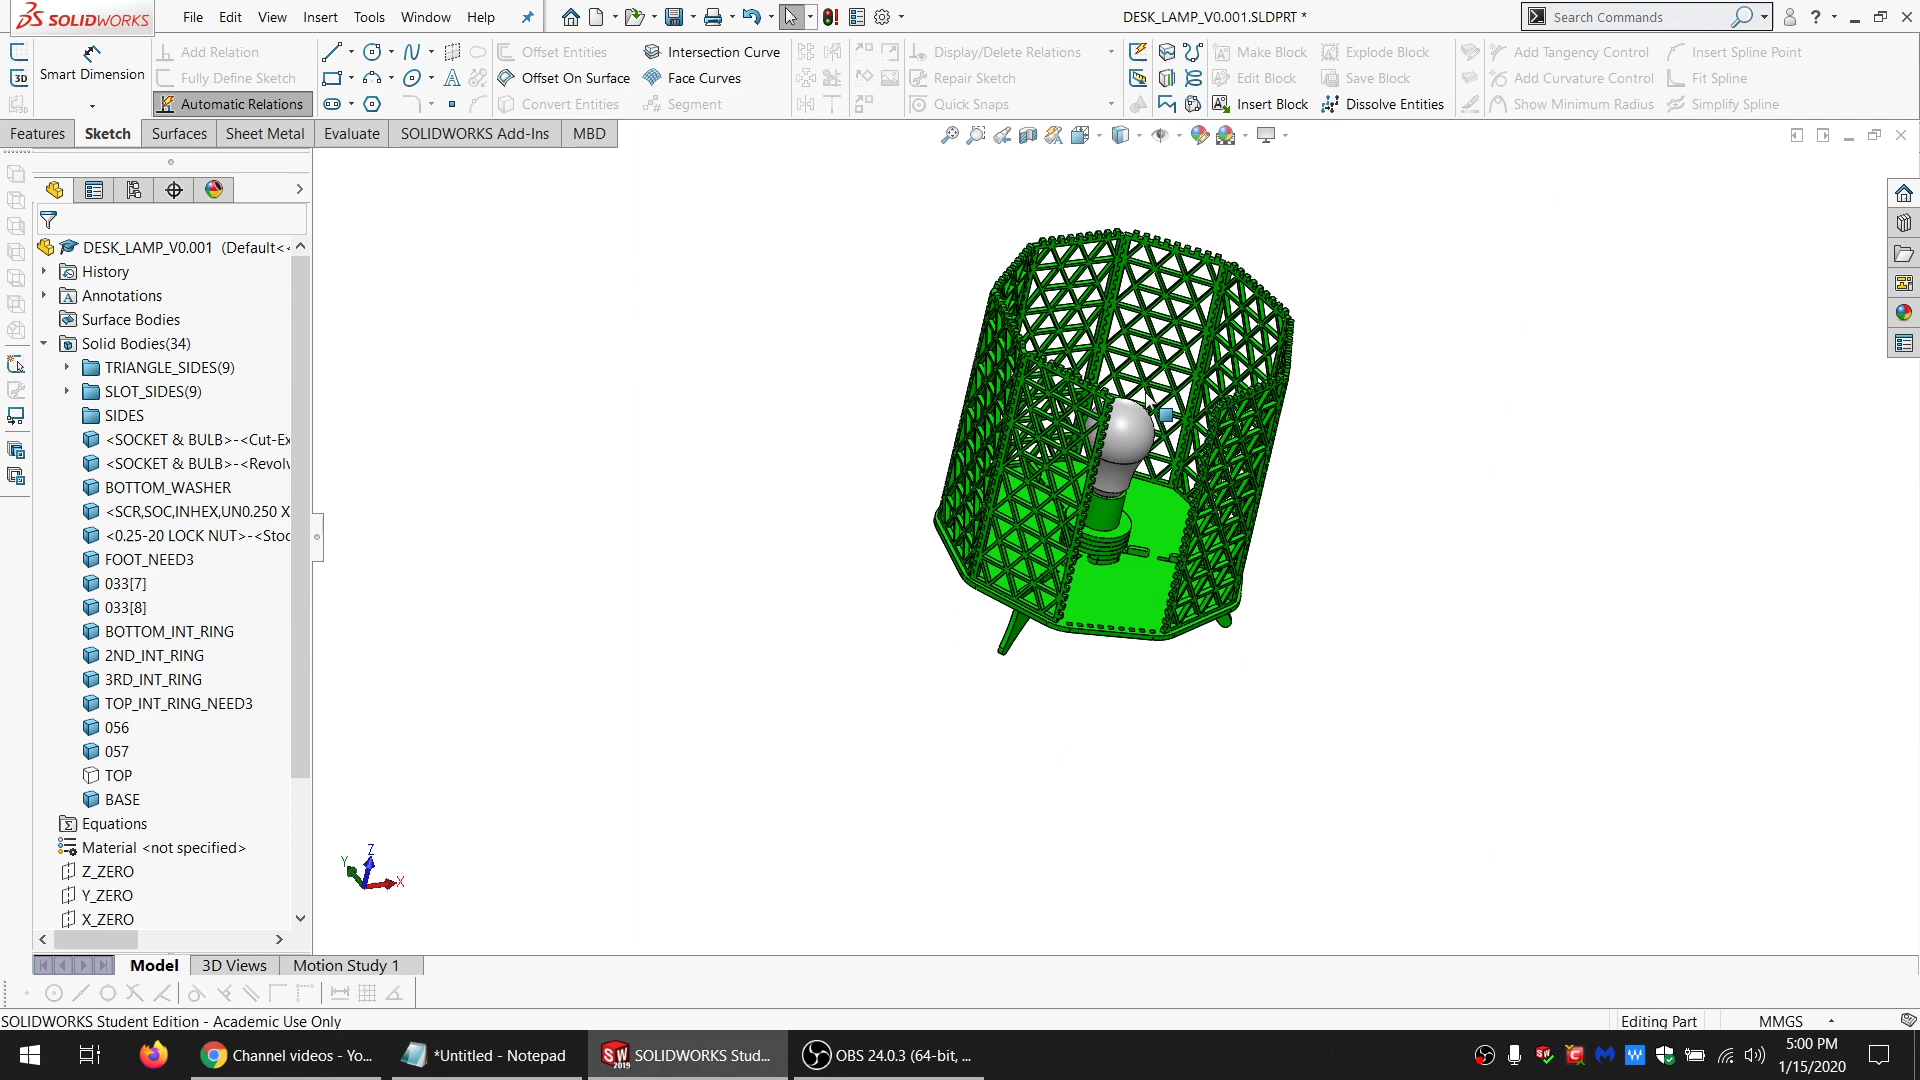 SOLIDWORKS
File Edit View Insert Tools Window Help
DESK_LAMP_V0.001.SLDPRT *
Search Commands
Smart Dimension
Add Relation
Fully Define Sketch
Automatic Relations
Offset Entities
Offset On Surface
Convert Entities
Intersection Curve
Face Curves
Segment
Display/Delete Relations
Repair Sketch
Quick Snaps
Make Block
Edit Block
Insert Block
Explode Block
Save Block
Dissolve Entities
Add Tangency Control
Add Curvature Control
Show Minimum Radius
Insert Spline Point
Fit Spline
Simplify Spline
Features Sketch Surfaces Sheet Metal Evaluate SOLIDWORKS Add-Ins MBD
DESK_LAMP_V0.001 (Default<
History
Annotations
Surface Bodies
Solid Bodies(34)
TRIANGLE_SIDES(9)
SLOT_SIDES(9)
SIDES
<SOCKET & BULB>-<Cut-Ex
<SOCKET & BULB>-<Revolv
BOTTOM_WASHER
<SCR,SOC,INHEX,UN0.250 X
<0.25-20 LOCK NUT>-<Stoc
FOOT_NEED3
033[7]
033[8]
BOTTOM_INT_RING
2ND_INT_RING
3RD_INT_RING
TOP_INT_RING_NEED3
056
057
TOP
BASE
Equations
Material <not specified>
Z_ZERO
Y_ZERO
X_ZERO
Z
Y
X
Model 3D Views Motion Study 1
SOLIDWORKS Student Edition - Academic Use Only
Editing Part
MMGS
Channel videos - Yo...
*Untitled - Notepad
SOLIDWORKS Stud...
OBS 24.0.3 (64-bit, ...
5:00 PM
1/15/2020